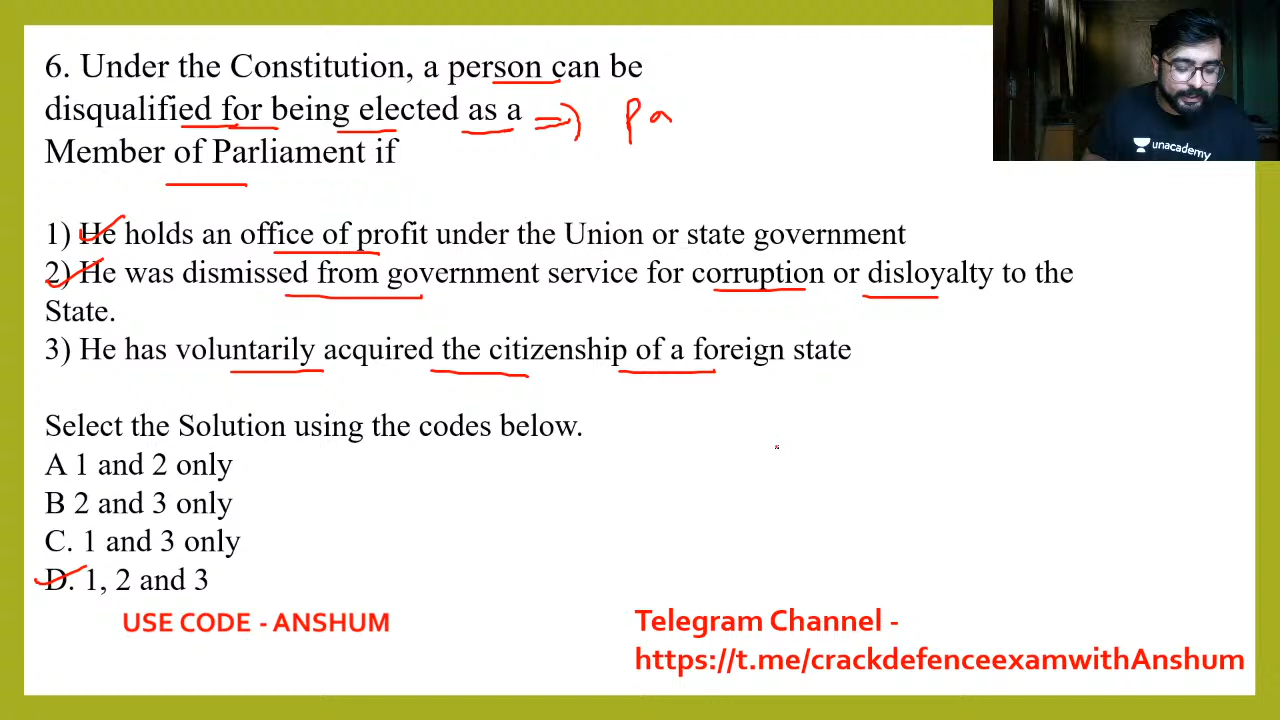 6. Under the Constitution, a person can be
disqualified for being elected as a => Pa
Member of Parliament if
unacademy
1) He holds an office of profit under the Union or state government
2) He was dismissed from government service for corruption or disloyalty to the
State.
3) He has voluntarily acquired the citizenship of a foreign state
Select the Solution using the codes below.
A 1 and 2 only
B 2 and 3 only
C. 1 and 3 only
D. 1, 2 and 3
USE CODE - ANSHUM
Telegram Channel -
https://t.me/crackdefenceexamwithAnshum